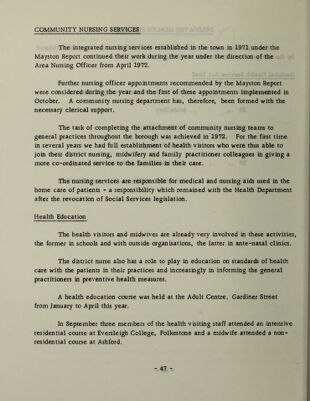 COMMUNITY NURSING SERVICES
The integrated nursing services established in the town in 1971 under the
Mayston Report continued their work during the year under the direction of the
Area Nursing Officer from April 1972.
Further nursing officer appointments recommended by the Mayston Report
were considered during the year and the first of these appointments implemented in
October. A community nursing department has, therefore, been formed with the
necessary clerical support.
The task of completing the attachment of community nursing teams to
general practices throughout the borough was achieved in 1972. For the first time
in several years we had full establishment of health visitors who were thus able to
join their district nursing, midwifery and family practitioner colleagues in giving a
more co-ordinated service to the families in their care.
The nursing services are responsible for medical and nursing aids used in the
home care of patients - a responsibility which remained with the Health Department
after the revocation of Social Services legislation.
Health Education
The health visitors and midwives are already very involved in these activities,
the former in schools and with outside organisations, the latter in ante-natal clinics.
The district nurse also has a role to play in education on standards of health
care with the patients in their practices and increasingly in informing the general
practitioners in preventive health measures.
A health education course was held at the Adult Centre, Gardiner Street
from January to April this year.
In September three members of the health visiting staff attended an intensive
residential course at Eversleigh College, Folkestone and a midwife attended a non-
residential course at Ashford.
- 47 -